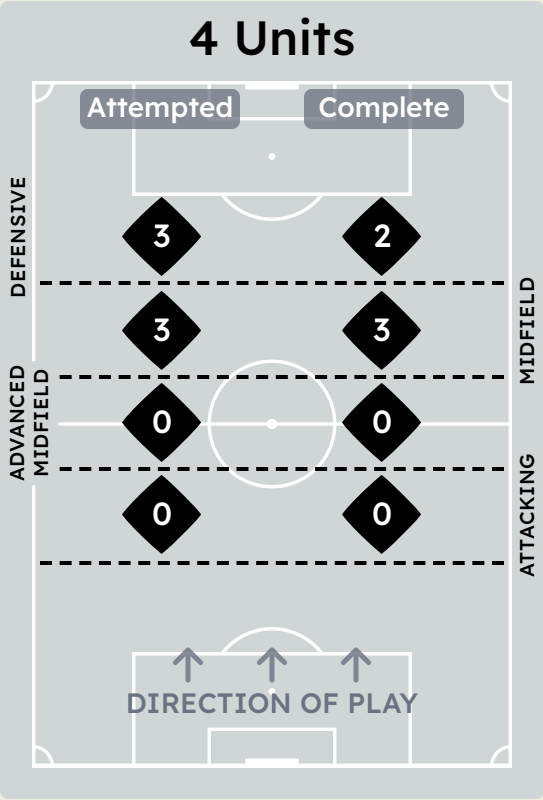 4 Units
Attempted
Complete
DEFENSIVE
3
2
MIDFIELD
3
3
ADVANCED
MIDFIELD
0
0
ATTACKING
0
0
DIRECTION OF PLAY